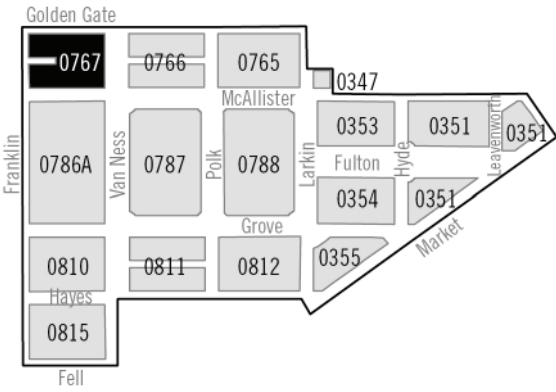 Golden Gate
0767
0766
0765
0347
McAllister
Franklin
0786A
Van Ness
0787
Polk
0788
Larkin
0353
Hyde
0351
Leavenworth
0351
Fulton
0354
0351
Market
Grove
0810
0811
0812
0355
Hayes
0815
Fell